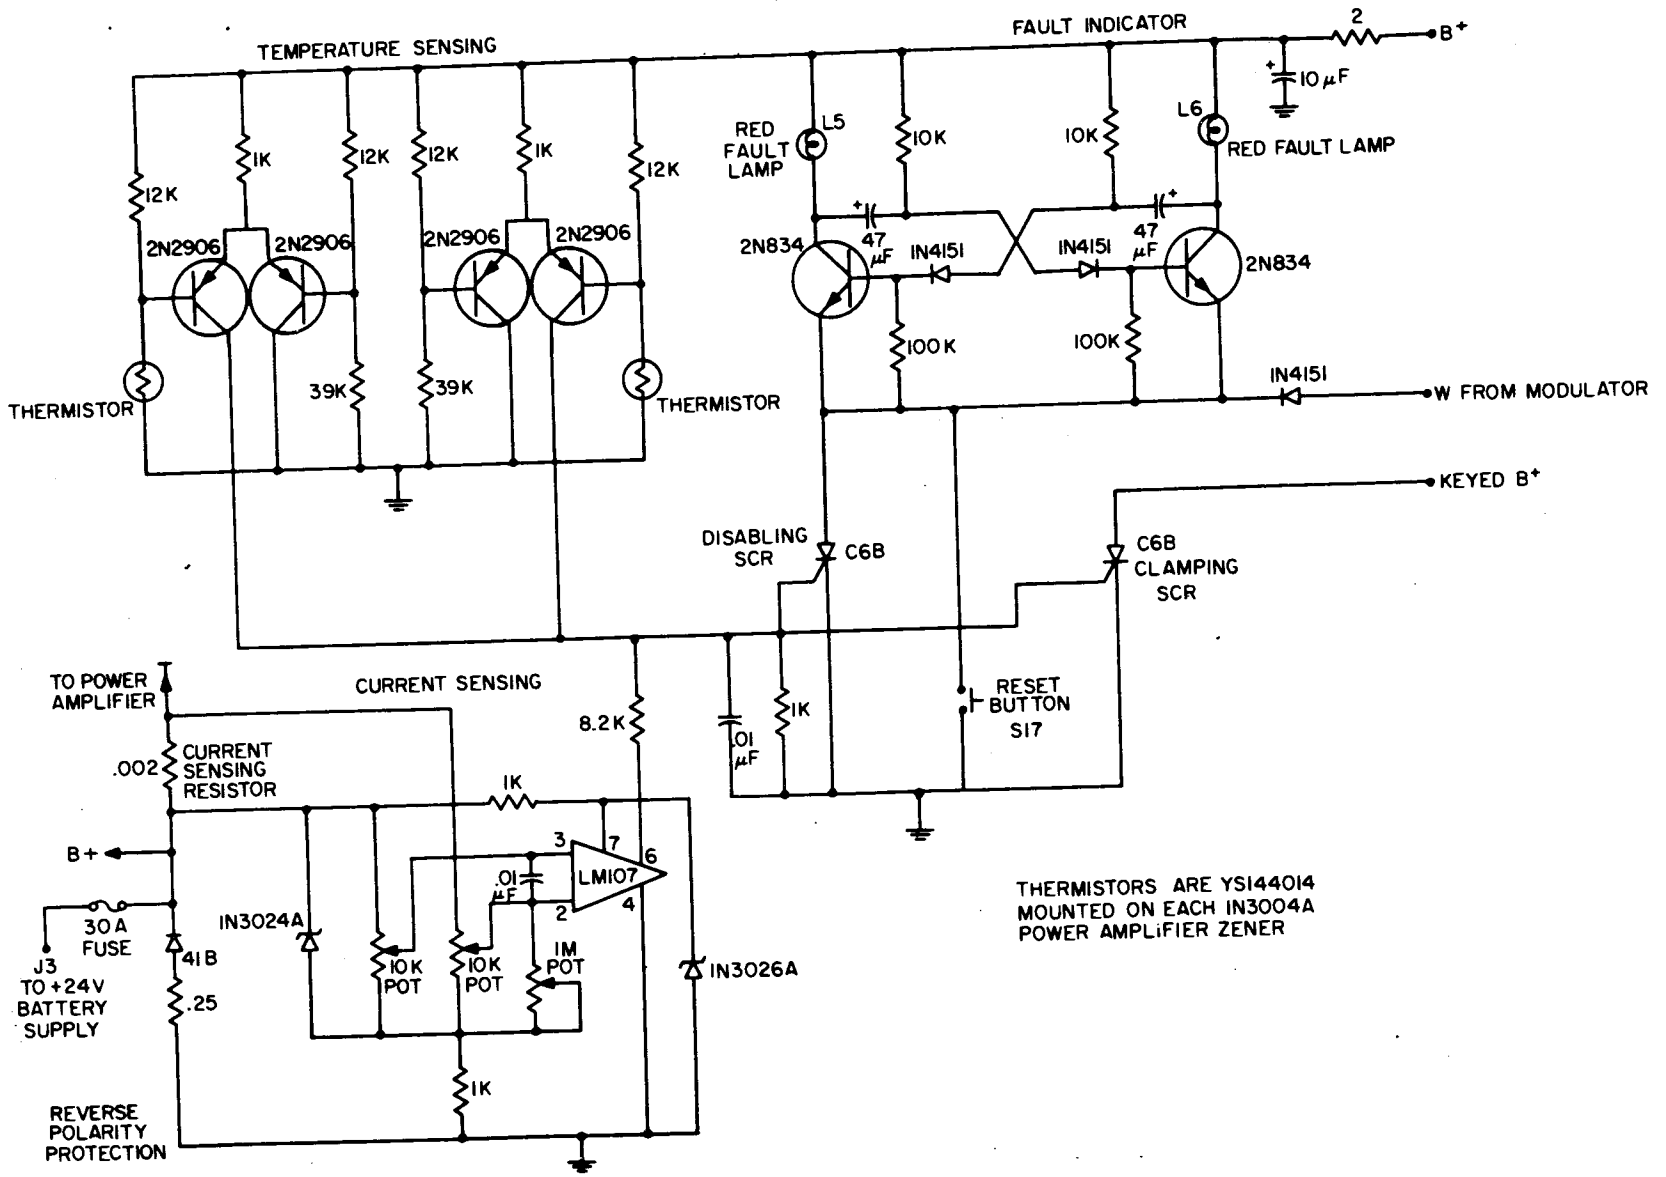 TEMPERATURE SENSING
FAULT INDICATOR
2
B+
+
10 µF
12K
1K
12K
12K
1K
12K
RED
FAULT
LAMP
L5
10K
10K
L6
RED FAULT LAMP
2N2906
2N2906
2N2906
2N2906
2N834
+
47
µF
IN4151
IN4151
+
47
µF
2N834
THERMISTOR
39K
39K
THERMISTOR
100K
100K
IN4151
W FROM MODULATOR
KEYED B+
DISABLING
SCR
C6B
C6B
CLAMPING
SCR
TO POWER
AMPLIFIER
CURRENT SENSING
.002
CURRENT
SENSING
RESISTOR
8.2K
.01
µF
1K
RESET
BUTTON
S17
1K
B+
3
7
6
LM107
.01
µF
2
4
30A
FUSE
IN3024A
41B
J3
TO +24V
BATTERY
SUPPLY
.25
10K
POT
10K
POT
1M
POT
IN3026A
1K
REVERSE
POLARITY
PROTECTION
THERMISTORS ARE YSI44014
MOUNTED ON EACH IN3004A
POWER AMPLIFIER ZENER